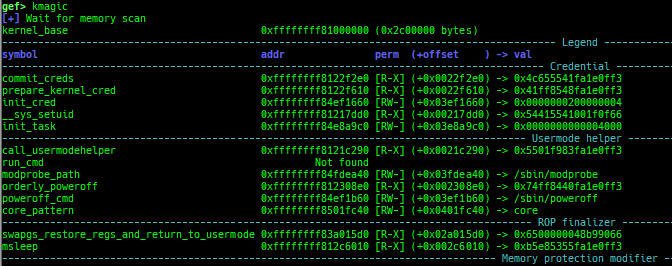 gef> kmagic
[+] Wait for memory scan
kernel_base 0xffffffff81000000 (0x2c00000 bytes)
Legend
symbol addr perm (+offset ) -> val
Credential
commit_creds 0xffffffff8122f2e0 [R-X] (+0x0022f2e0) -> 0x4c655541fa1e0ff3
prepare_kernel_cred 0xffffffff8122f610 [R-X] (+0x0022f610) -> 0x41ff8548fa1e0ff3
init_cred 0xffffffff84ef1660 [RW-] (+0x03ef1660) -> 0x0000000200000004
__sys_setuid 0xffffffff81217dd0 [R-X] (+0x00217dd0) -> 0x54415541001f0f66
init_task 0xffffffff84e8a9c0 [RW-] (+0x03e8a9c0) -> 0x0000000000004000
Usermode helper
call_usermodehelper 0xffffffff8121c290 [R-X] (+0x0021c290) -> 0x5501f983fa1e0ff3
run_cmd Not found
modprobe_path 0xffffffff84fdea40 [RW-] (+0x03fdea40) -> /sbin/modprobe
orderly_poweroff 0xffffffff812308e0 [R-X] (+0x002308e0) -> 0x74ff8440fa1e0ff3
poweroff_cmd 0xffffffff84ef1b60 [RW-] (+0x03ef1b60) -> /sbin/poweroff
core_pattern 0xffffffff8501fc40 [RW-] (+0x0401fc40) -> core
ROP finalizer
swapgs_restore_regs_and_return_to_usermode 0xffffffff83a015d0 [R-X] (+0x02a015d0) -> 0x6500000048b99066
msleep 0xffffffff812c6010 [R-X] (+0x002c6010) -> 0xb5e85355fa1e0ff3
Memory protection modifier